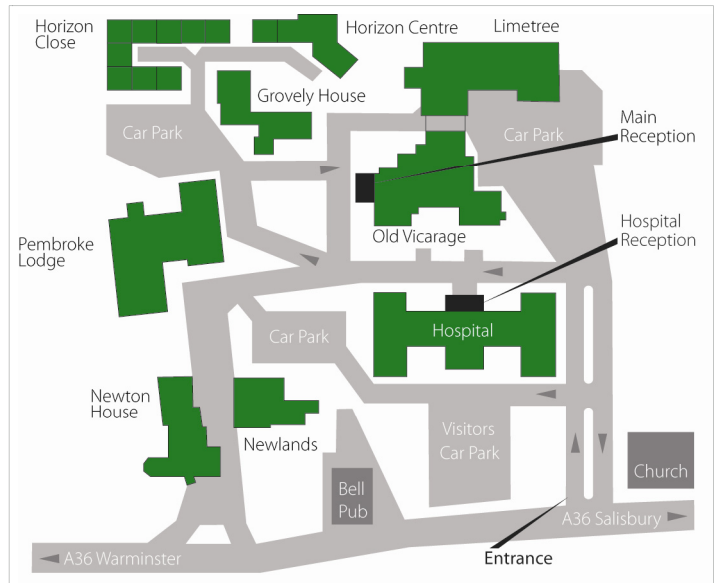 Horizon
Close
Horizon Centre
Limetree
Grovely House
Car Park
Car Park
Main
Reception
Old Vicarage
Hospital
Reception
Pembroke
Lodge
Hospital
Car Park
Newton
House
Newlands
Visitors
Car Park
Bell
Pub
Church
A36 Salisbury
A36 Warminster
Entrance